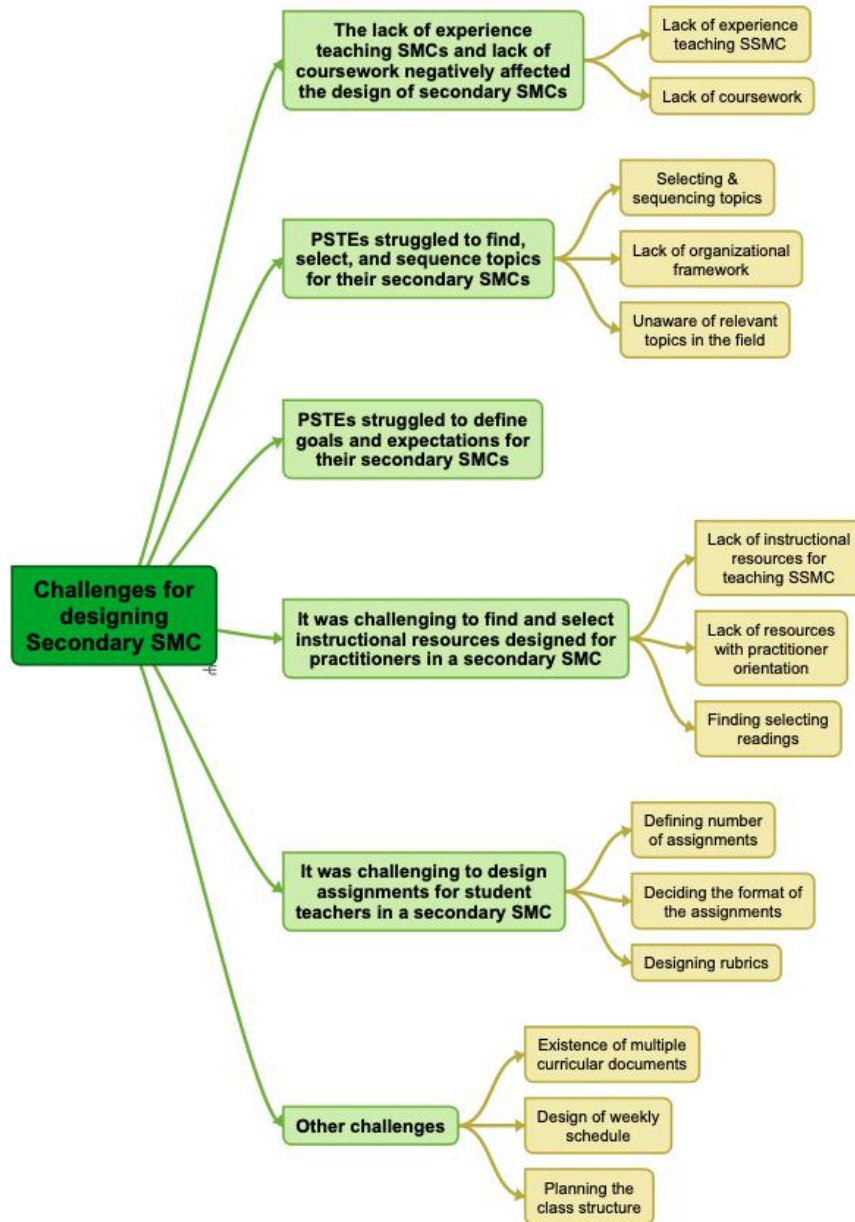 The lack of experience
teaching SMCs and lack of
coursework negatively affected
the design of secondary SMCs
Lack of experience
teaching SSMC
Lack of coursework
PSTEs struggled to find,
select, and sequence topics
for their secondary SMCs
Selecting &
sequencing topics
Lack of organizational
framework
Unaware of relevant
topics in the field
PSTEs struggled to define
goals and expectations for
their secondary SMCs
Challenges for
designing
Secondary SMC
It was challenging to find and select
instructional resources designed for
practitioners in a secondary SMC
Lack of instructional
resources for
teaching SSMC
Lack of resources
with practitioner
orientation
Finding selecting
readings
It was challenging to design
assignments for student
teachers in a secondary SMC
Defining number
of assignments
Deciding the format of
the assignments
Designing rubrics
Other challenges
Existence of multiple
curricular documents
Design of weekly
schedule
Planning the
class structure